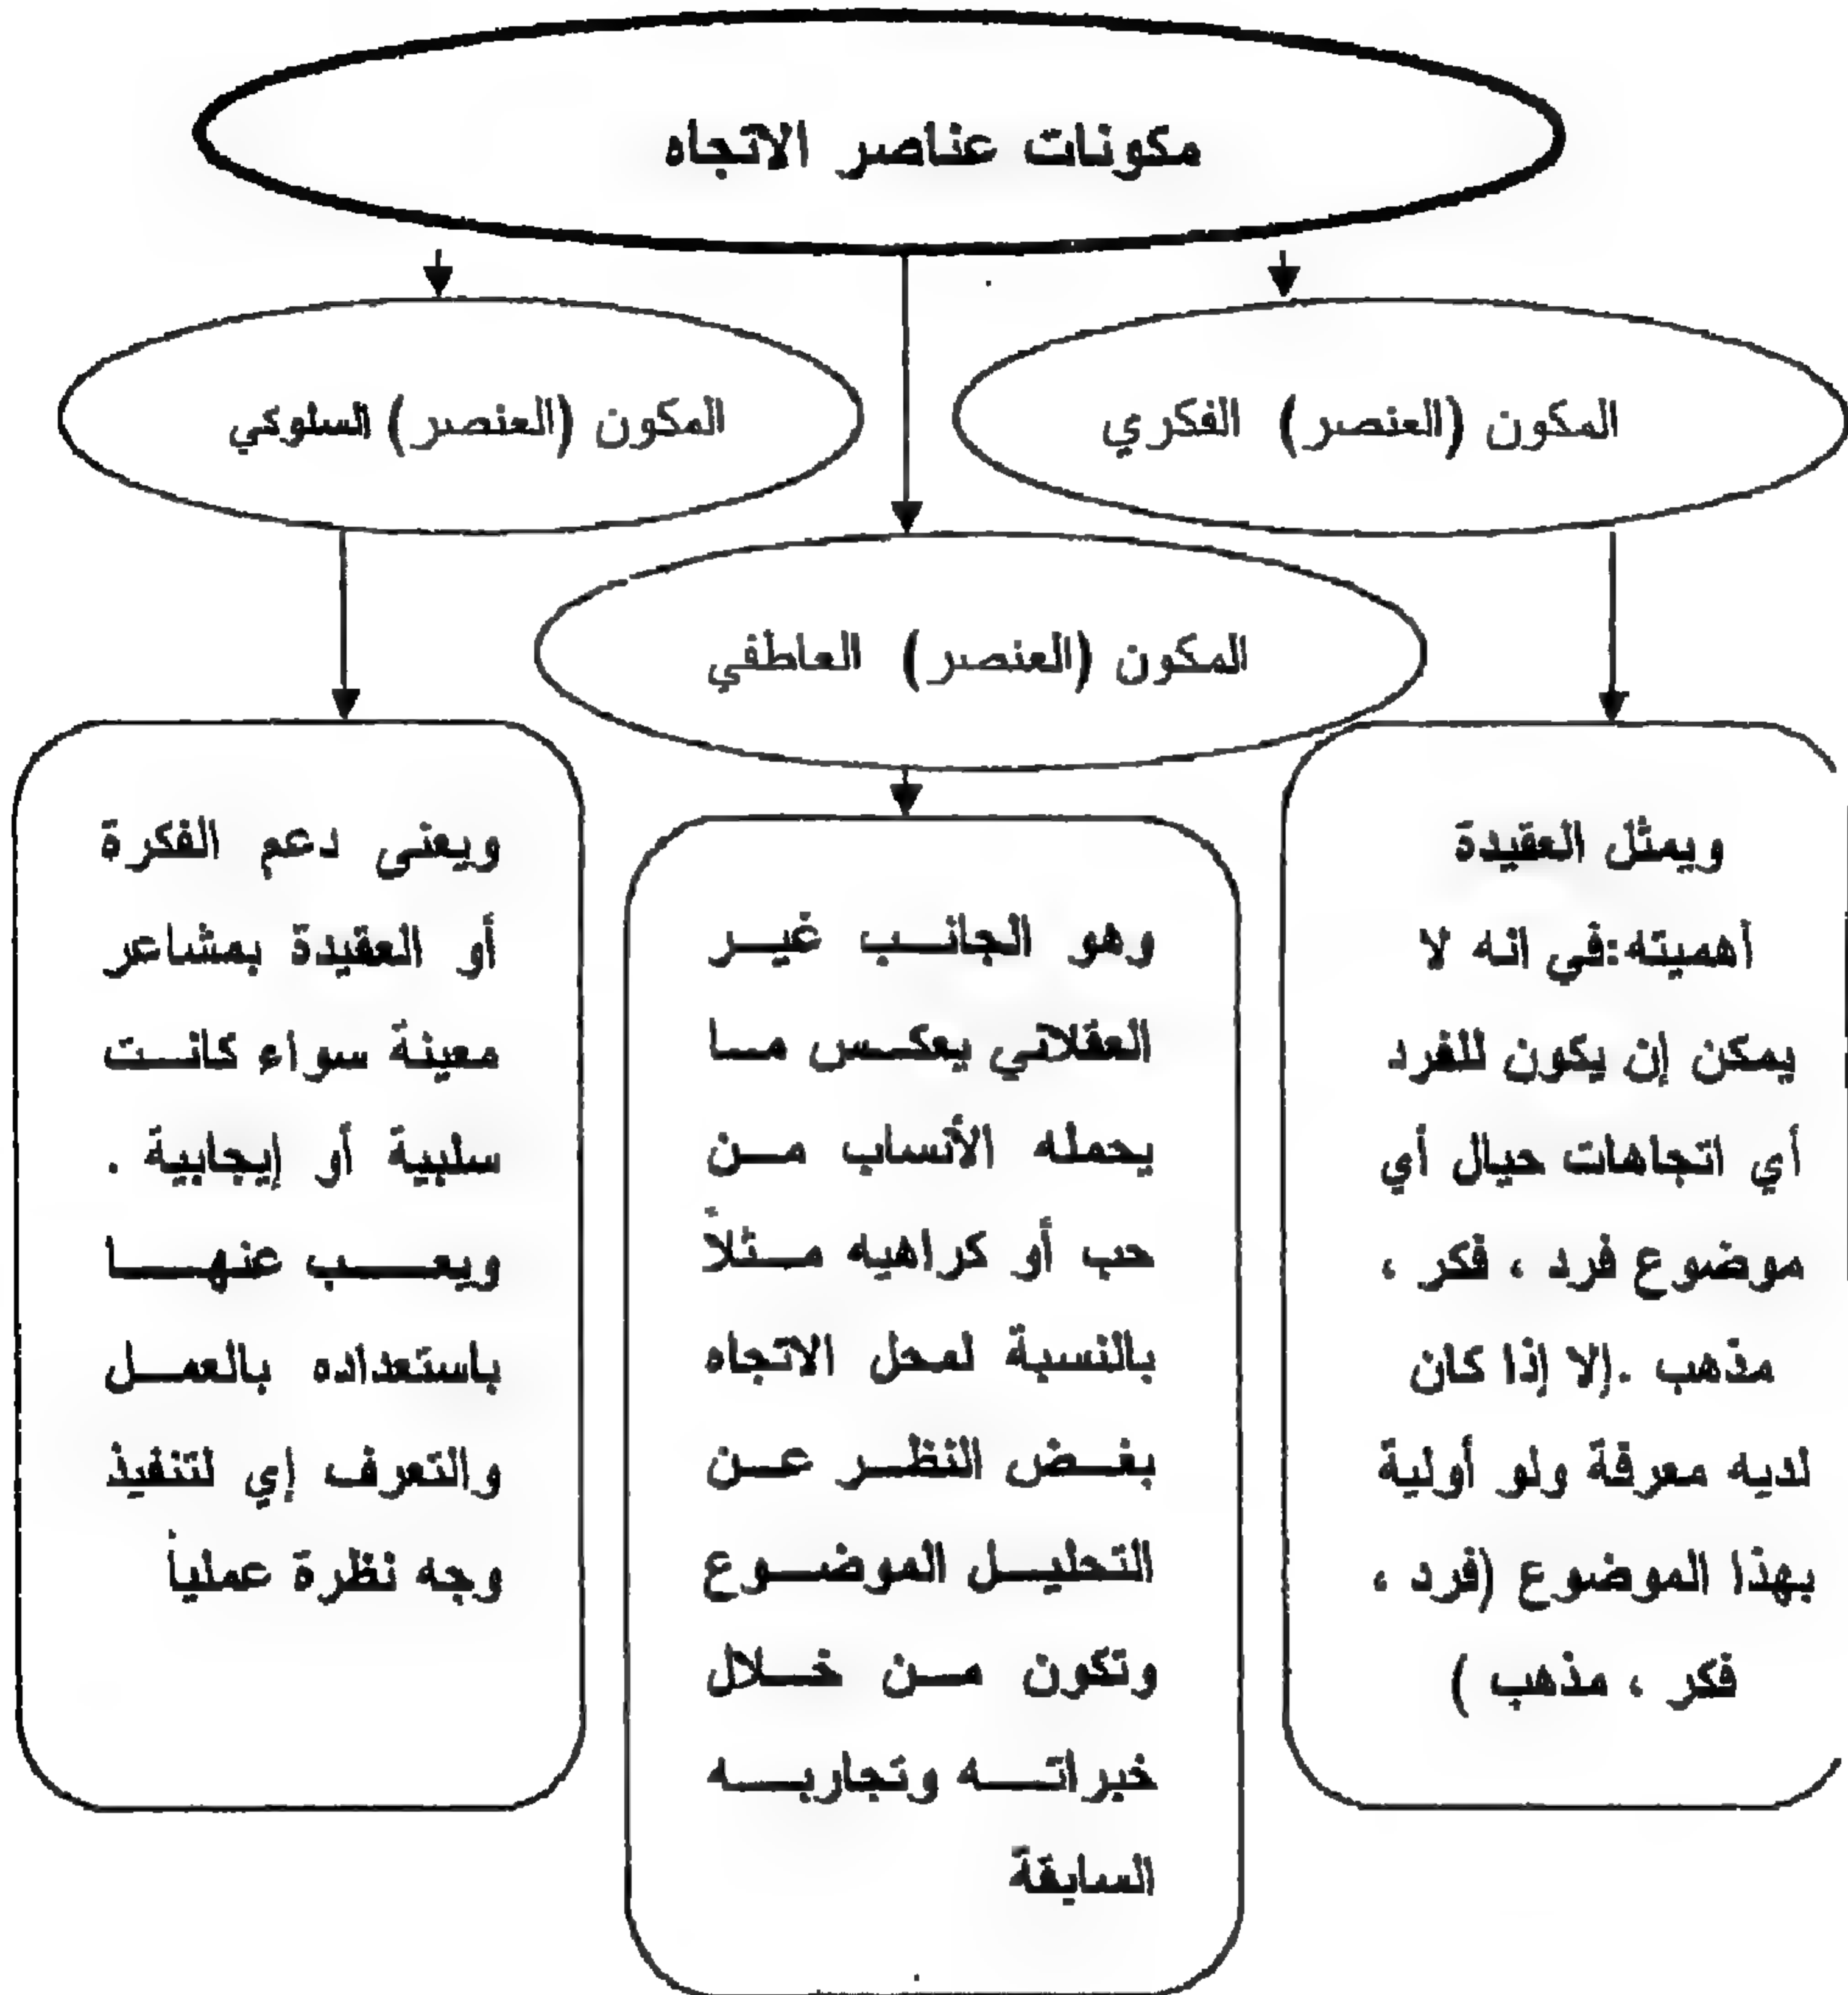 مكونات عناصر الاتجاه
المكون (العنصر) الفكري
المكون (العنصر) السلوكي
المكون (العنصر) العاطفي
ويمثل العقيدة
أهميته:في انه لا
يمكن إن يكون للفرد
أي اتجاهات حيال أي
موضوع فرد ، فكر ،
مذهب .إلا إذا كان
لديه معرفة ولو أولية
بهذا الموضوع (فرد ،
فكر ، مذهب )
وهو الجانب غير
العقلاني يعكس ما
يحمله الأنساب من
حب أو كراهيه مثلاً
بالنسبة لمحل الاتجاه
بغض النظر عن
التحليل الموضوع
وتكون من خلال
خبراته وتجاربه
السابقة
ويعنى دعم الفكرة
أو العقيدة بمشاعر
معينة سواء كانت
سلبية أو إيجابية .
ويعب عنها
باستعداده بالعمل
والتعرف إي لتنفيذ
وجه نظرة عملياً